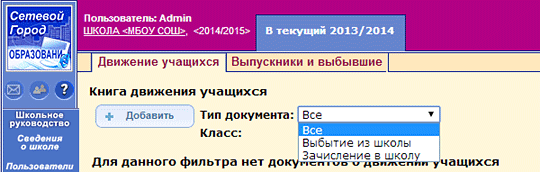 Сетевой
Город
ОБРАЗОВАНИ
Пользователь: Admin
ШКОЛА <МБОУ СОШ>, <2014/2015>
В текущий 2013/2014
Движение учащихся
Выпускники и выбывшие
?
Школьное
руководство
Сведения
о школе
Пользователи
Книга движения учащихся
+ Добавить
Тип документа: Все
Все
Выбытие из школы
Зачисление в школу
Класс:
Для данного фильтра нет документов о движении учащихся